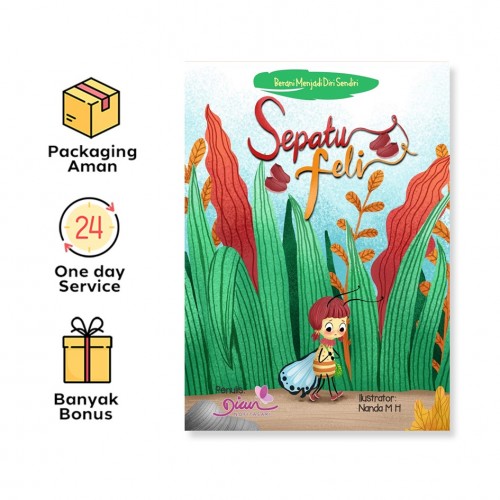 Packaging
Aman
24
One day
Service
Banyak
Bonus
Berani Menjadi Diri Sendiri
Sepatu
feli
Penulis:
Dian
Ilustrator:
Nanda M H